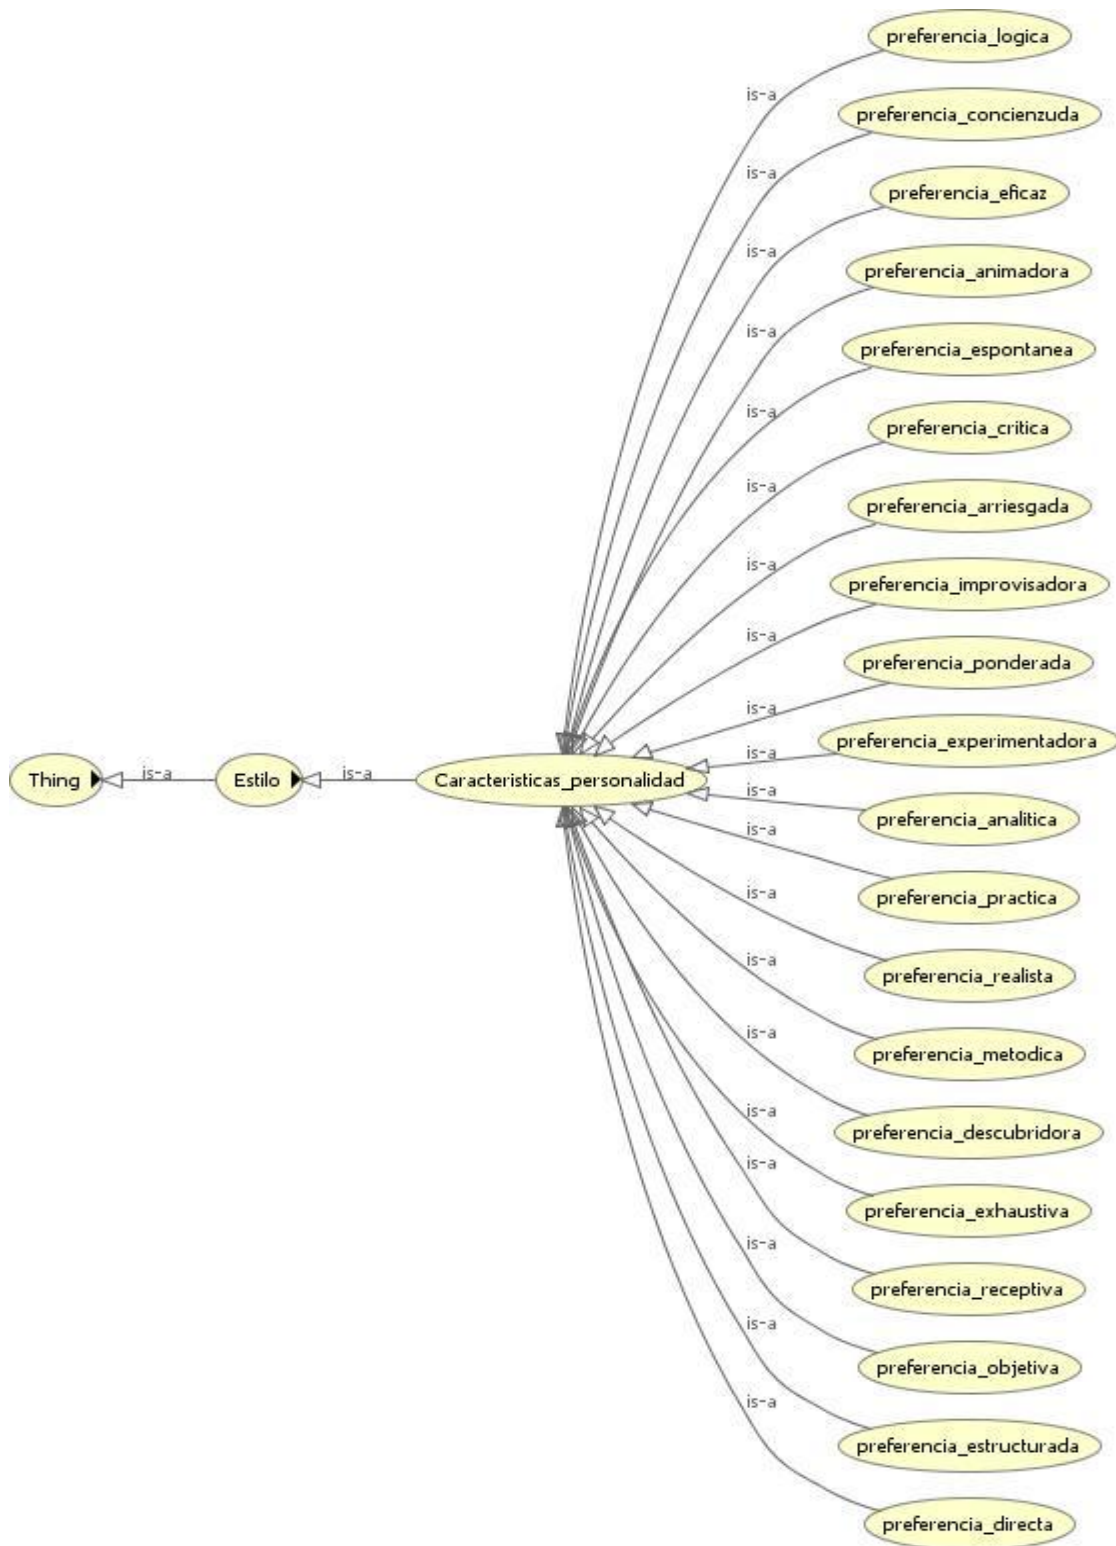 preferencia_logica
is-a
preferencia_concienzuda
is-a
preferencia_eficaz
is-a
preferencia_animadora
is-a
preferencia_espontanea
is-a
preferencia_critica
is-a
preferencia_arriesgada
is-a
preferencia_improvisadora
is-a
preferencia_ponderada
is-a
preferencia_experimentadora
is-a
Thing
is-a
Estilo
is-a
Caracteristicas_personalidad
is-a
preferencia_analitica
is-a
preferencia_practica
is-a
preferencia_realista
is-a
preferencia_metodica
is-a
preferencia_descubridora
is-a
preferencia_exhaustiva
is-a
preferencia_receptiva
is-a
preferencia_objetiva
is-a
preferencia_estructurada
is-a
preferencia_directa
is-a